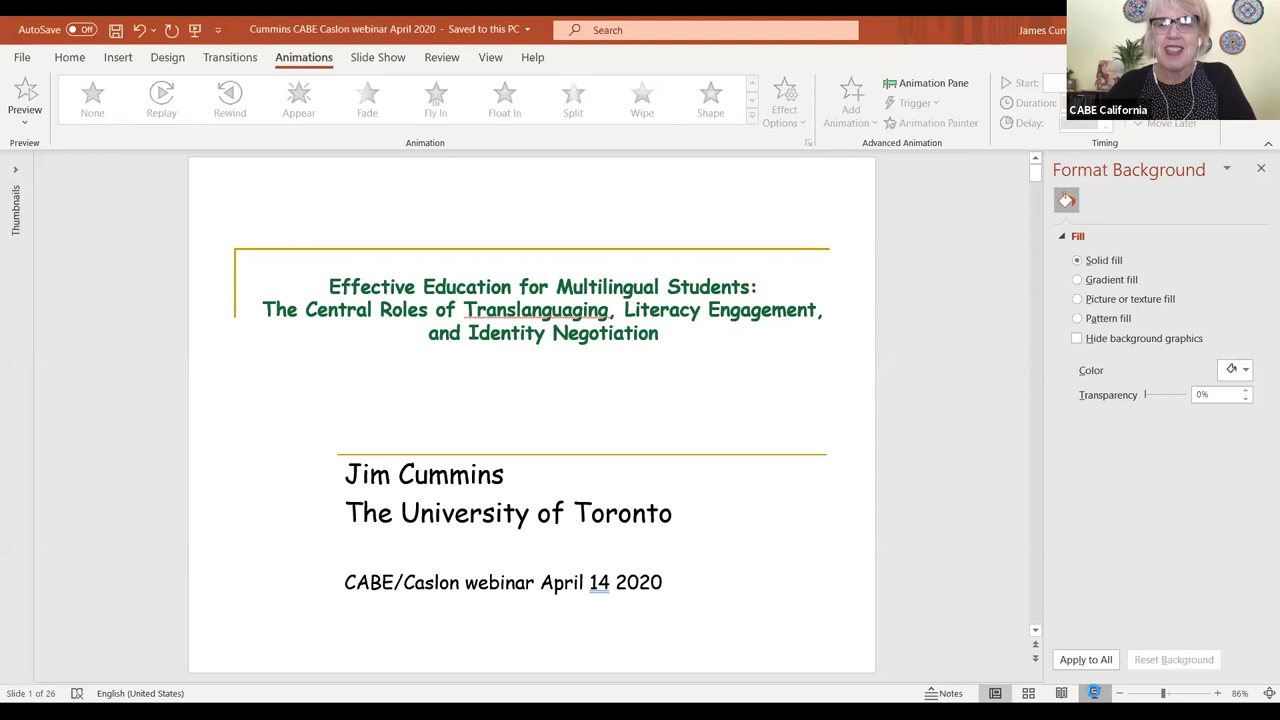 AutoSave Off
Cummins CABE Caslon webinar April 2020 - Saved to this PC
Search
James Cum
File Home Insert Design Transitions Animations Slide Show Review View Help
CABE California
Preview
None Replay Rewind Appear Fade Fly In Float In Split Wipe Shape
Effect
Options
Add
Animation
Animation Pane
Trigger
Animation Painter
Start:
Duration:
Delay:
Move Later
Preview Animation Advanced Animation Timing
Thumbnails
Effective Education for Multilingual Students:
The Central Roles of Translanguaging, Literacy Engagement,
and Identity Negotiation
Jim Cummins
The University of Toronto
CABE/Caslon webinar April 14 2020
Format Background
Fill
Solid fill
Gradient fill
Picture or texture fill
Pattern fill
Hide background graphics
Color
Transparency 0%
Apply to All Reset Background
Slide 1 of 26 English (United States) Notes 86%